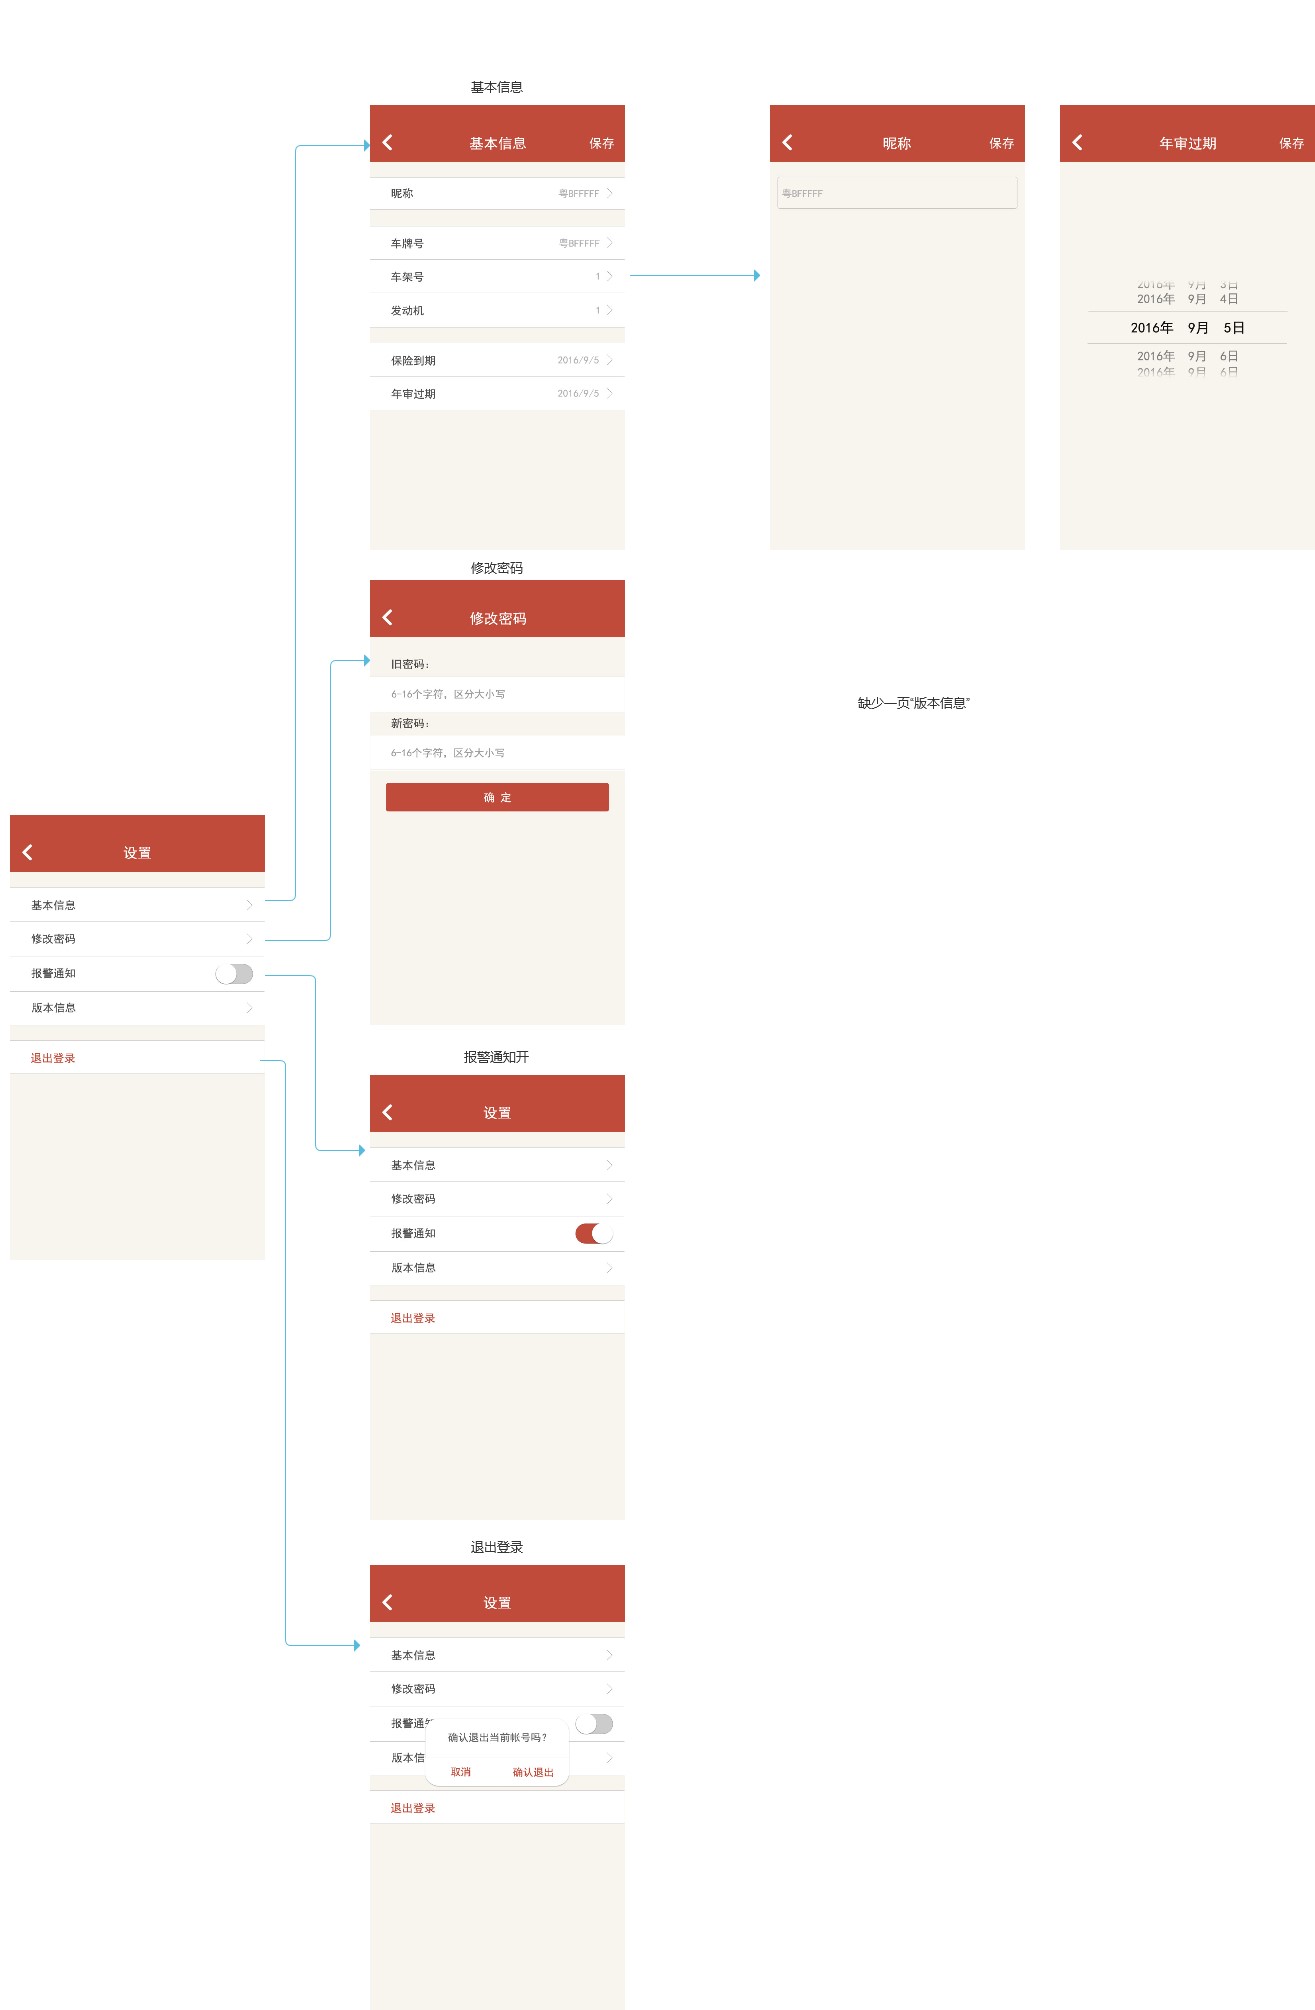 基本信息
基本信息 保存
昵称 粤BFFFFF
车牌号 粤BFFFFF
车架号 1
发动机 1
保险到期 2016/9/5
年审过期 2016/9/5
昵称 保存
粤BFFFFF
年审过期 保存
2016年 9月 3日
2016年 9月 4日
2016年 9月 5日
2016年 9月 6日
2016年 9月 6日
修改密码
修改密码
旧密码：
6-16个字符，区分大小写
新密码：
6-16个字符，区分大小写
确 定
缺少一页“版本信息”
设置
基本信息
修改密码
报警通知
版本信息
退出登录
报警通知开
设置
基本信息
修改密码
报警通知
版本信息
退出登录
退出登录
设置
基本信息
修改密码
报警通
版本信
确认退出当前帐号吗？
取消 确认退出
退出登录